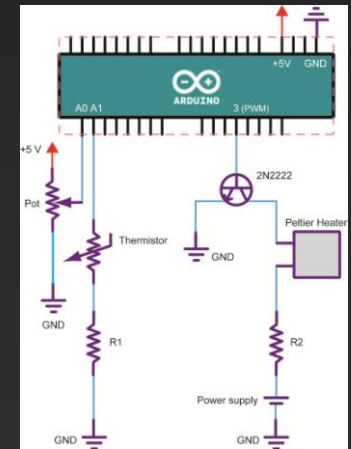 +5V GND
ARDUINO
A0 A1 3 (PWM)
+5 V
2N2222
Pot
Peltier Heater
Thermistor
GND
GND
R1
R2
Power supply
GND
GND